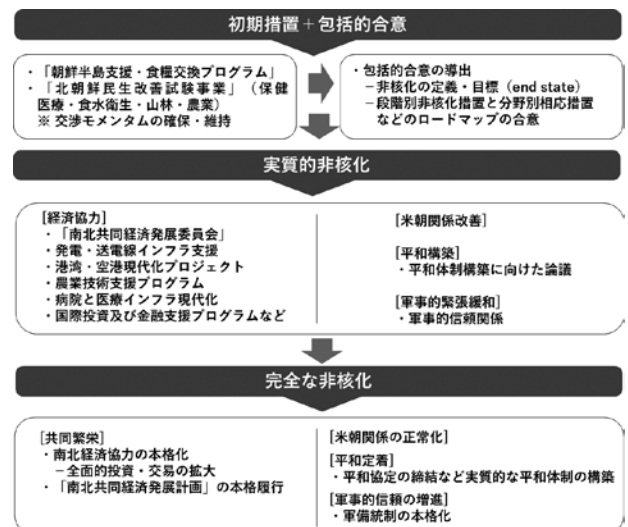 初期措置＋包括的合意
・「朝鮮半島支援・食糧交換プログラム」
・「北朝鮮民生改善試験事業」（保健
医療・食水衛生・山林・農業）
※ 交渉モメンタムの確保・維持
・包括的合意の導出
－非核化の定義・目標（end state）
－段階別非核化措置と分野別相応措置
などのロードマップの合意
実質的非核化
[経済協力]
・「南北共同経済発展委員会」
・発電・送電線インフラ支援
・港湾・空港現代化プロジェクト
・農業技術支援プログラム
・病院と医療インフラ現代化
・国際投資及び金融支援プログラムなど
[米朝関係改善]
[平和構築]
・平和体制構築に向けた論議
[軍事的緊張緩和]
・軍事的信頼関係
完全な非核化
[共同繁栄]
・南北経済協力の本格化
－全面的投資・交易の拡大
・「南北共同経済発展計画」の本格履行
[米朝関係の正常化]
[平和定着]
・平和協定の締結など実質的な平和体制の構築
[軍事的信頼の増進]
・軍備統制の本格化